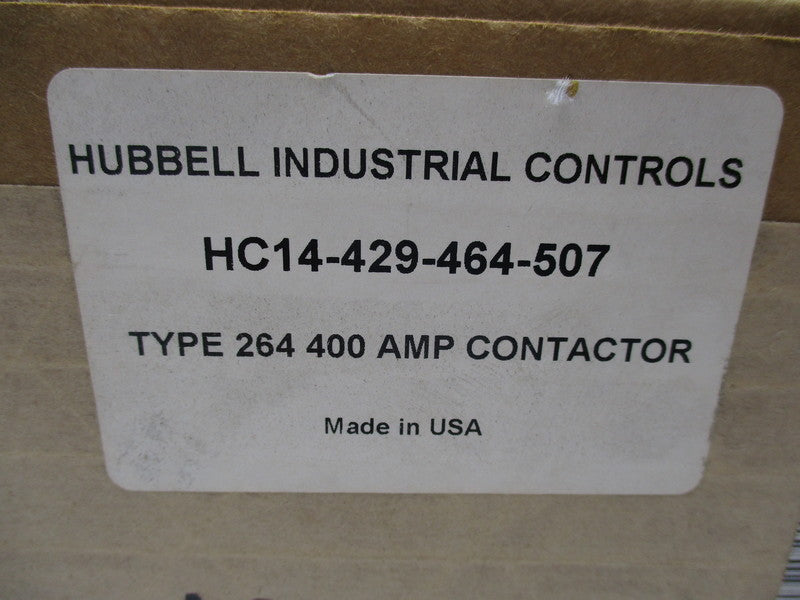 HUBBELL INDUSTRIAL CONTROLS
HC14-429-464-507
TYPE 264 400 AMP CONTACTOR
Made in USA